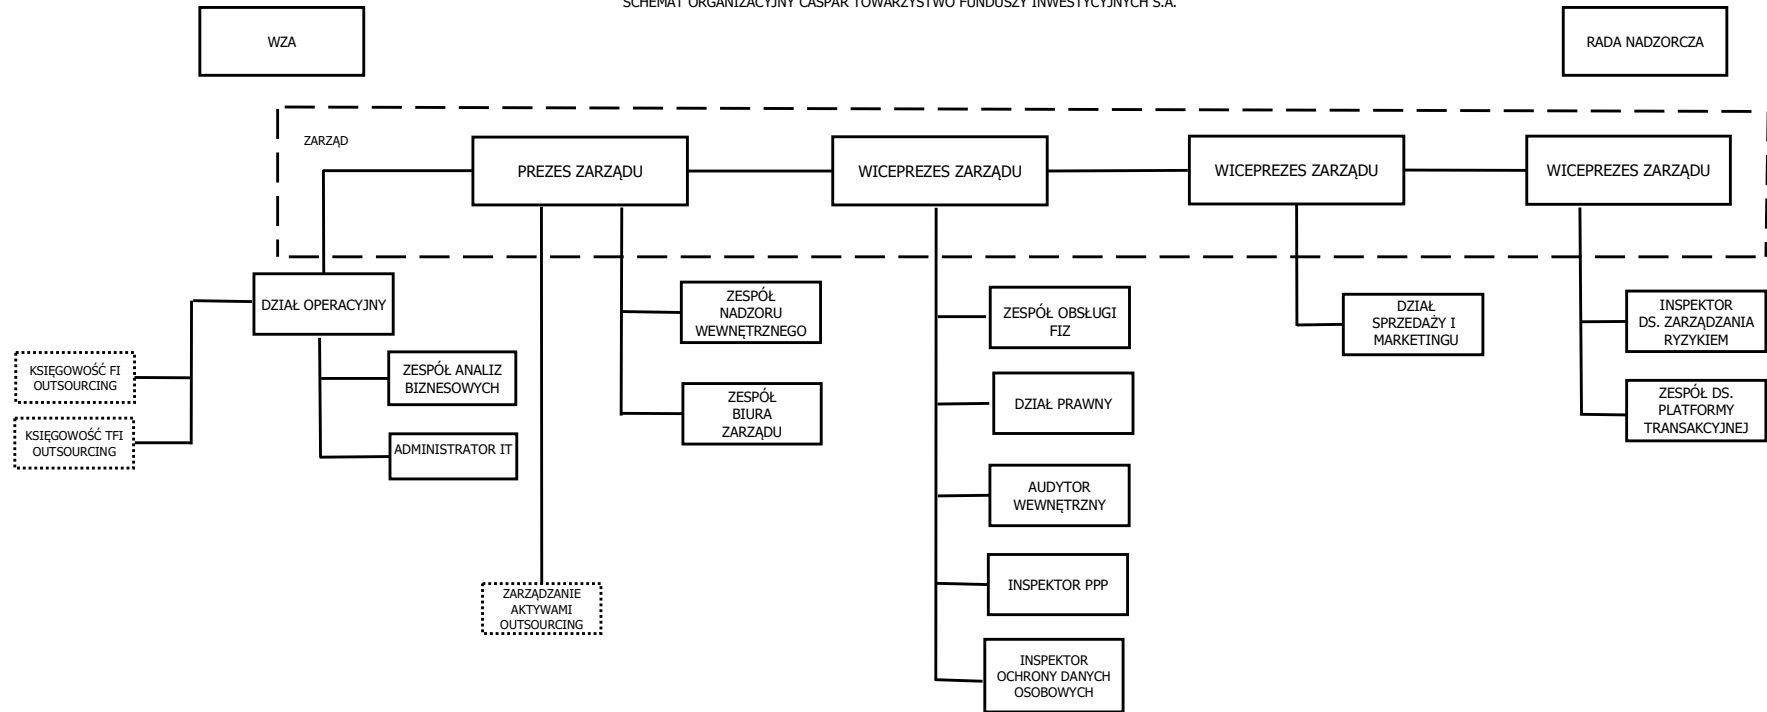 SCHEMAT ORGANIZACYJNY CASPAR TOWARZYSTWO FUNDUSZY INWESTYCYJNYCH S.A.
WZA
RADA NADZORCZA
ZARZĄD
PREZES ZARZĄDU
WICEPREZES ZARZĄDU
WICEPREZES ZARZĄDU
WICEPREZES ZARZĄDU
DZIAŁ OPERACYJNY
KSIĘGOWOŚĆ FI
OUTSOURCING
KSIĘGOWOŚĆ TFI
OUTSOURCING
ZESPÓŁ ANALIZ
BIZNESOWYCH
ADMINISTRATOR IT
ZESPÓŁ
NADZORU
WEWNĘTRZNEGO
ZESPÓŁ
BIURA
ZARZĄDU
ZARZĄDZANIE
AKTYWAMI
OUTSOURCING
ZESPÓŁ OBSŁUGI
FIZ
DZIAŁ PRAWNY
AUDYTOR
WEWNĘTRZNY
INSPEKTOR PPP
INSPEKTOR
OCHRONY DANYCH
OSOBOWYCH
DZIAŁ
SPRZEDAŻY I
MARKETINGU
INSPEKTOR
DS. ZARZĄDZANIA
RYZYKIEM
ZESPÓŁ DS.
PLATFORMY
TRANSAKCYJNEJ